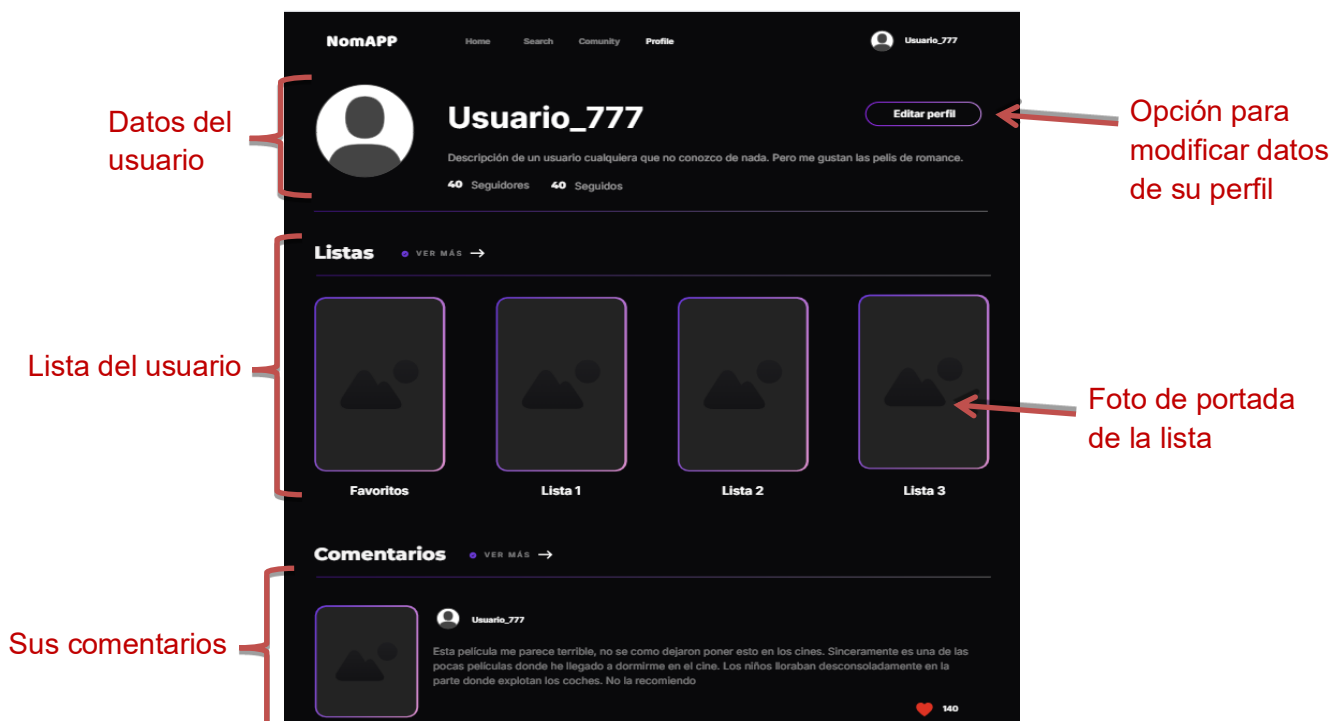 NomAPP Home Search Comunity Profile Usuario_777
Datos del
usuario
Usuario_777
Editar perfil
Opción para
modificar datos
de su perfil
Descripción de un usuario cualquiera que no conozco de nada. Pero me gustan las pelis de romance.
40 Seguidores 40 Seguidos
Listas VER MÁS
Lista del usuario
Foto de portada
de la lista
Favoritos Lista 1 Lista 2 Lista 3
Comentarios VER MÁS
Sus comentarios
Usuario_777
Esta película me parece terrible, no se como dejaron poner esto en los cines. Sinceramente es una de las
pocas películas donde he llegado a dormirme en el cine. Los niños lloraban desconsoladamente en la
parte donde explotan los coches. No la recomiendo
140